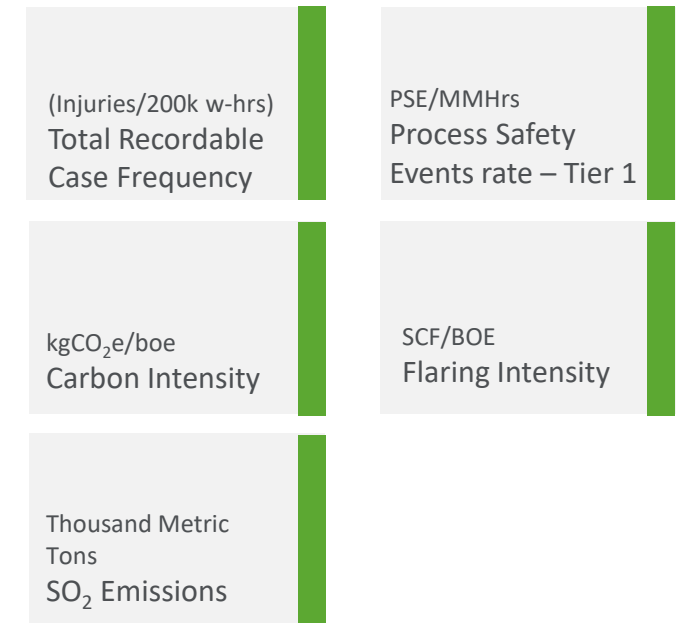 (Injuries/200k w-hrs)
Total Recordable
Case Frequency
PSE/MMHrs
Process Safety
Events rate – Tier 1
kgCO₂e/boe
Carbon Intensity
SCF/BOE
Flaring Intensity
Thousand Metric
Tons
SO₂ Emissions